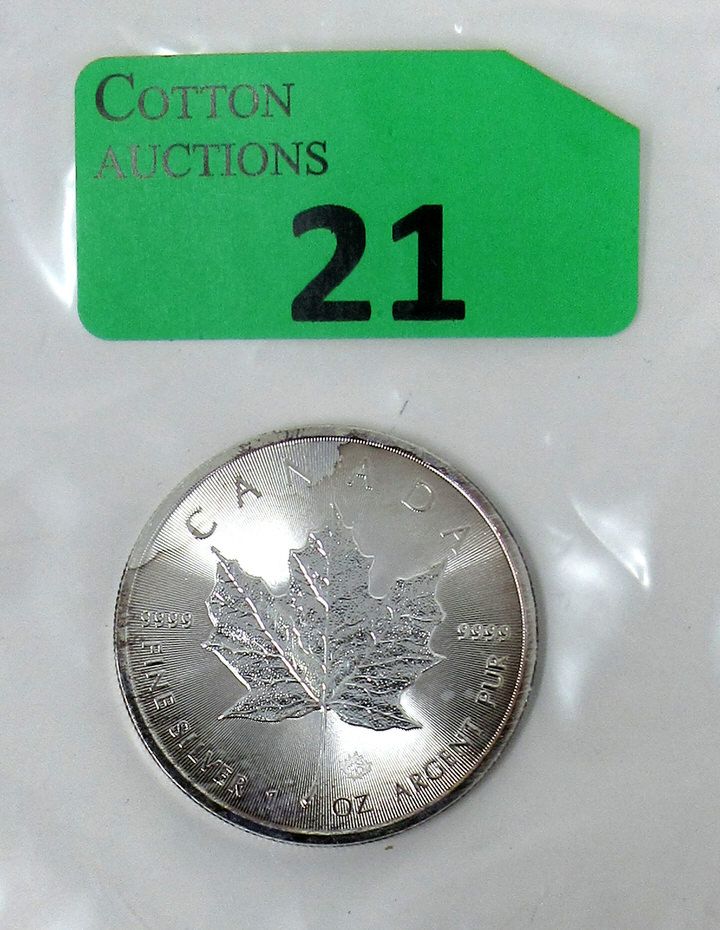 COTTON
AUCTIONS
21
CANADA
9999
9999
FINE SILVER 1 OZ ARGENT PUR